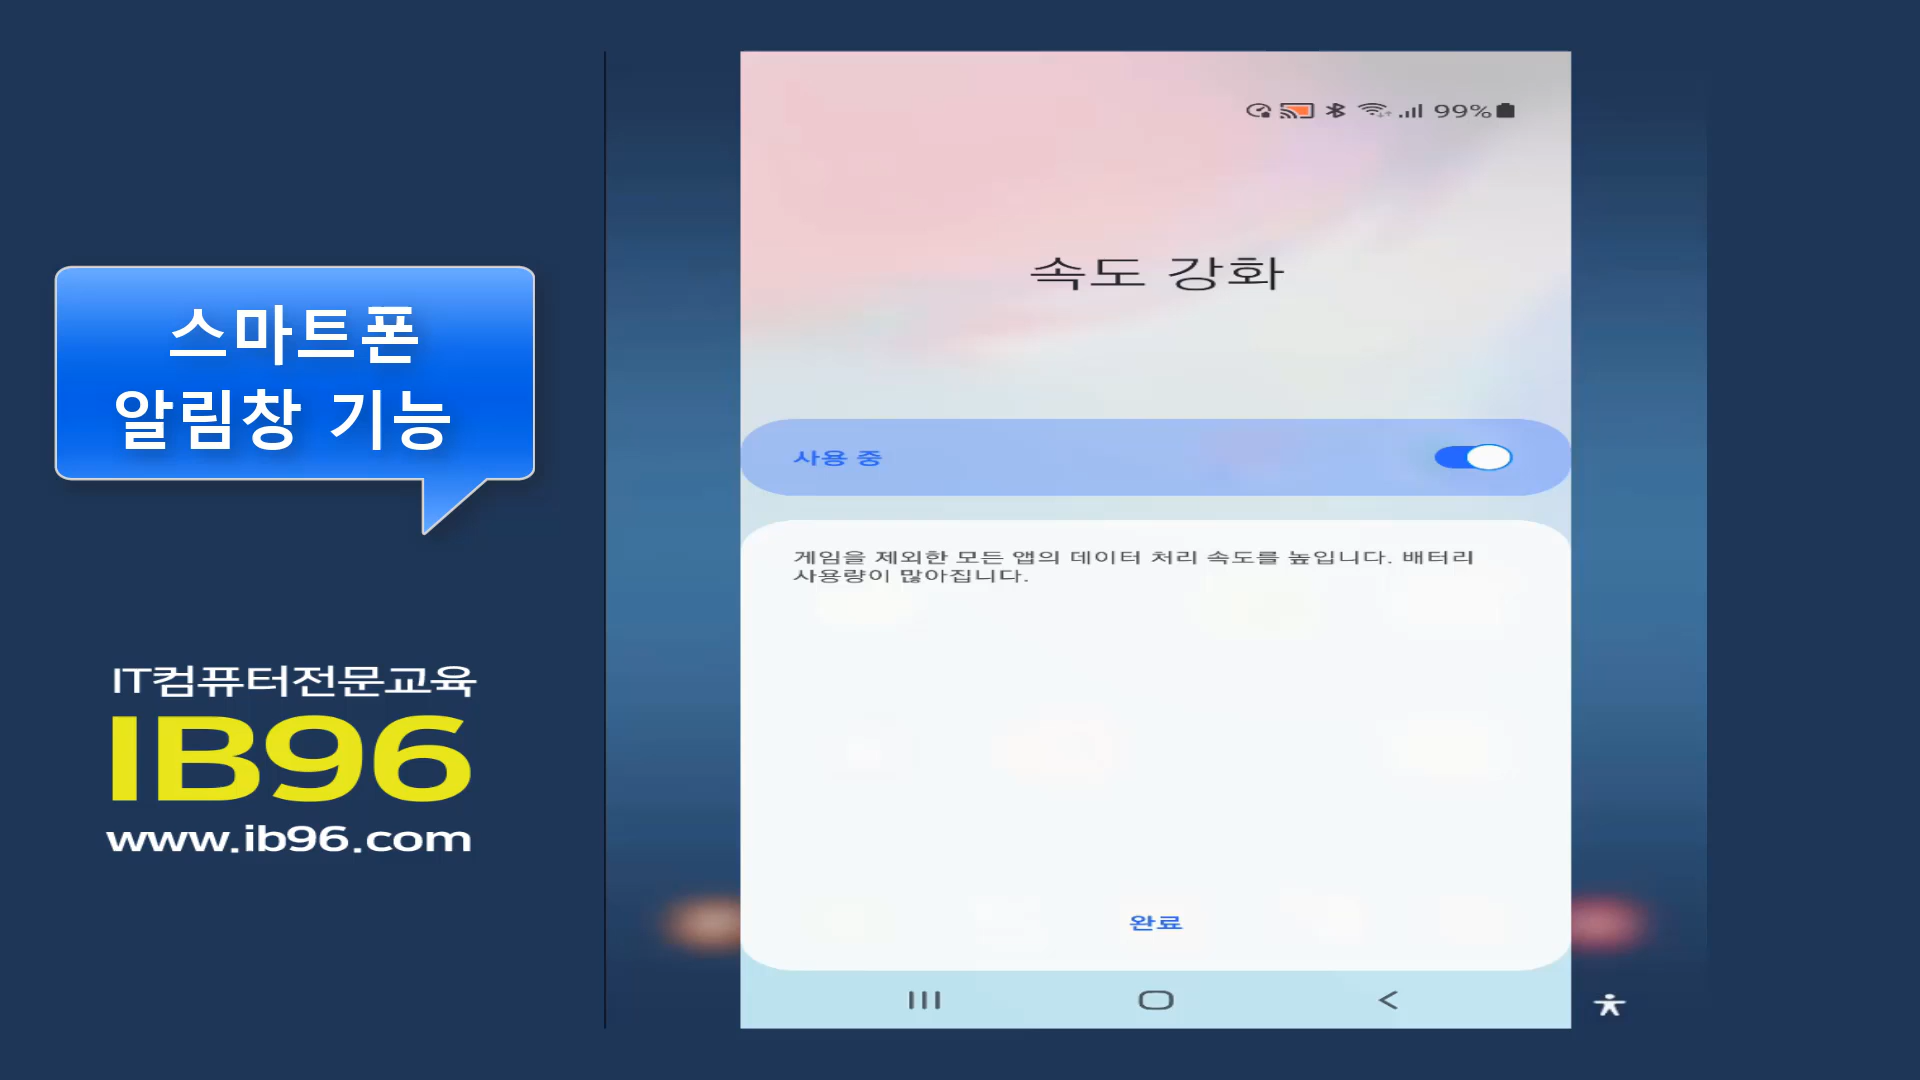 스마트폰
알림창 기능
IT컴퓨터전문교육
IB96
www.ib96.com
99%
속도 강화
사용 중
게임을 제외한 모든 앱의 데이터 처리 속도를 높입니다. 배터리
사용량이 많아집니다.
완료